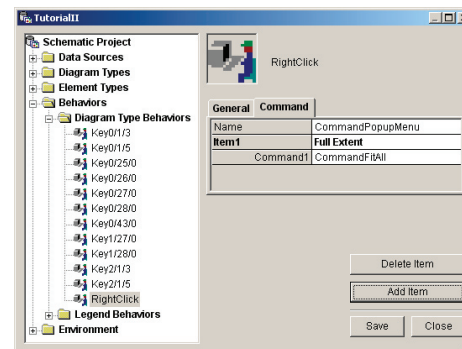 TutorialII
Schematic Project
Data Sources
Diagram Types
Element Types
Behaviors
Diagram Type Behaviors
Key0/1/3
Key0/1/5
Key0/25/0
Key0/26/0
Key0/27/0
Key0/28/0
Key0/43/0
Key1/27/0
Key1/28/0
Key2/1/3
Key2/1/5
RightClick
Legend Behaviors
Environment
RightClick
General Command
Name CommandPopupMenu
Item1 Full Extent
Command1 CommandFitAll
Delete Item
Add Item
Save Close